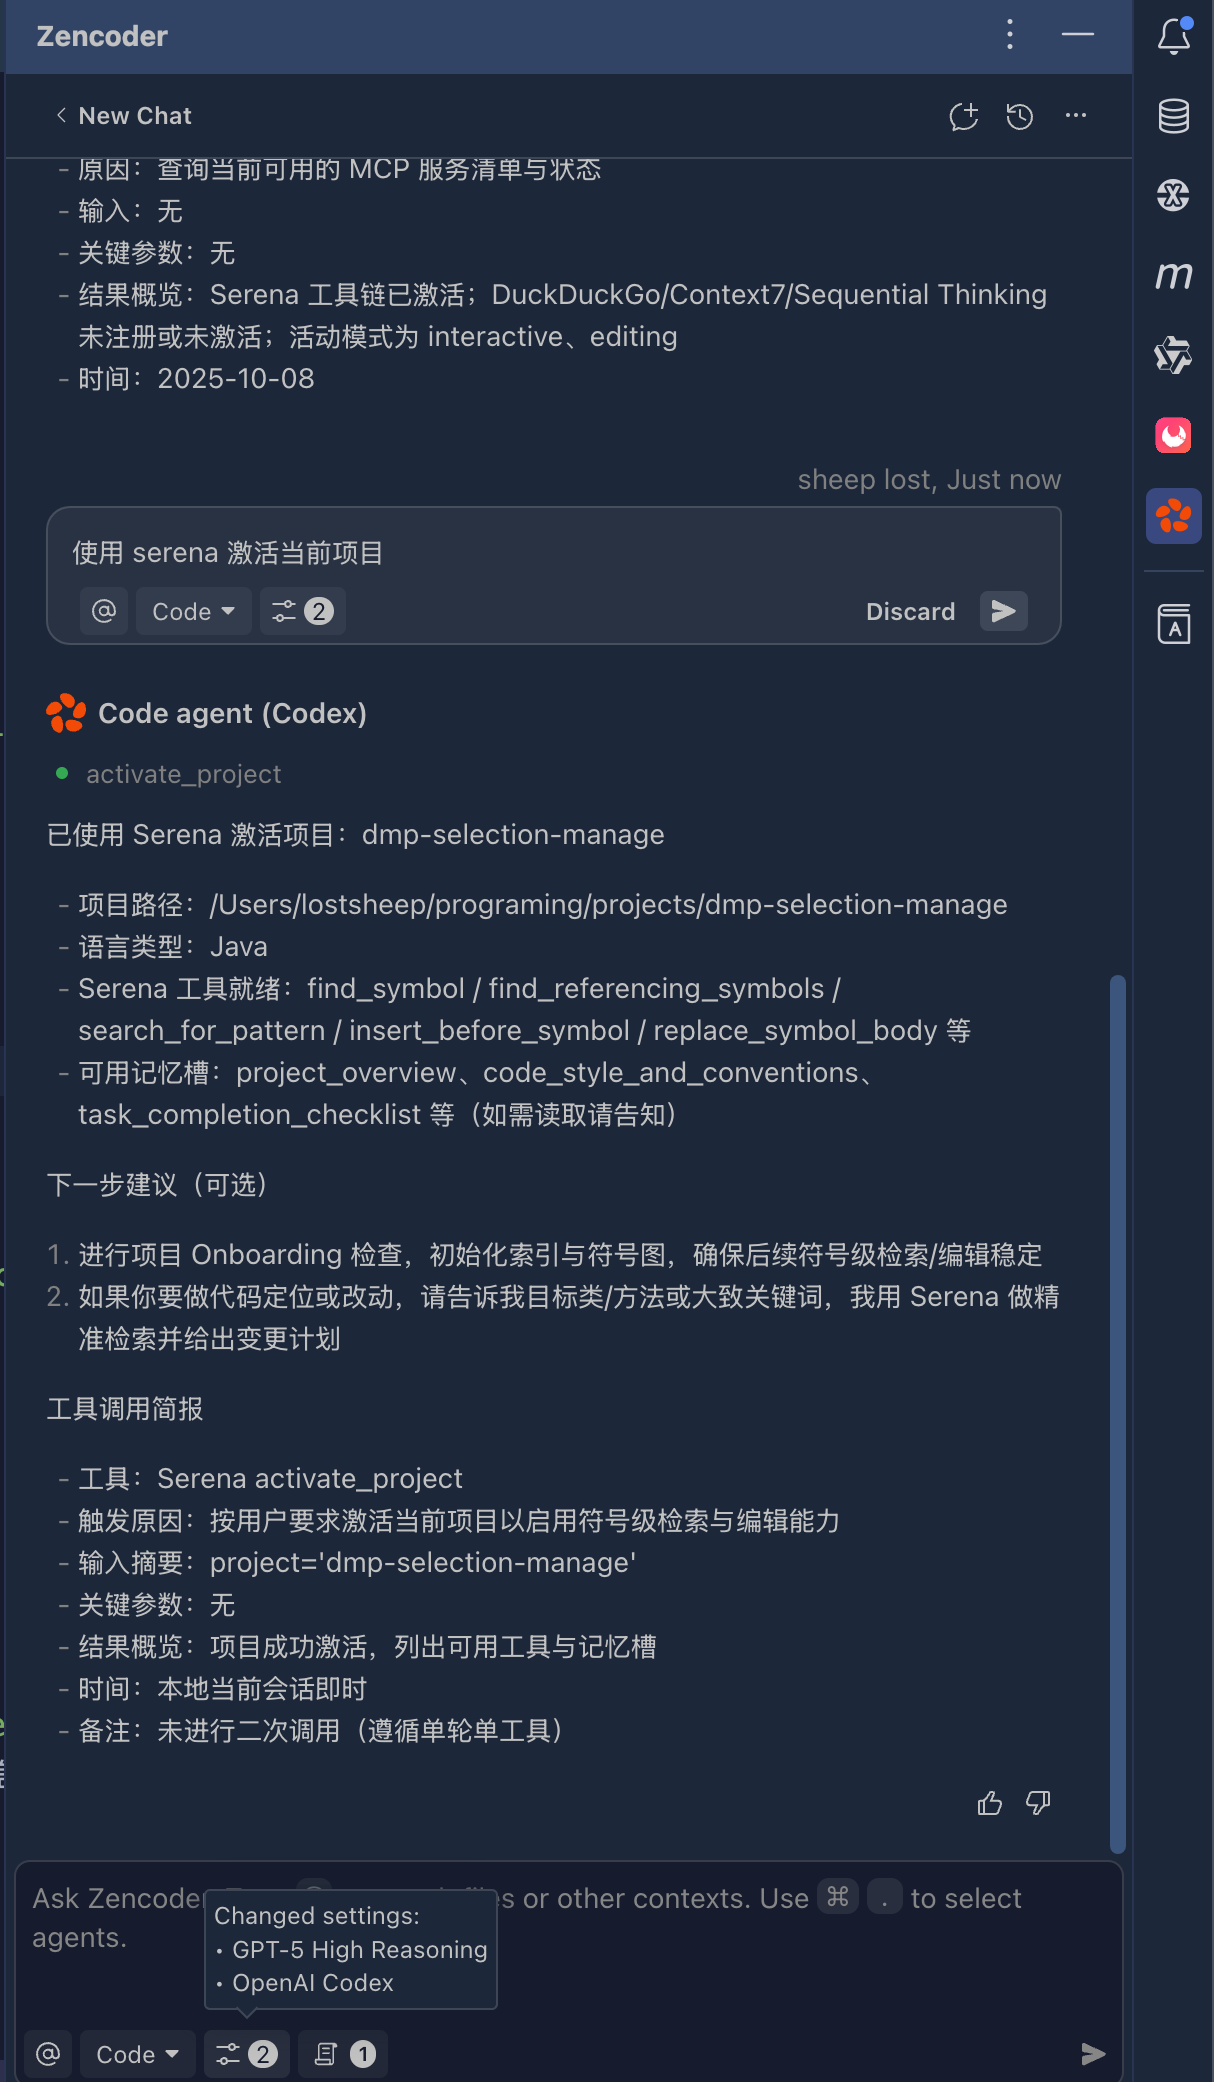 Zencoder
New Chat
- 原因：查询当前可用的 MCP 服务清单与状态
- 输入：无
- 关键参数：无
- 结果概览：Serena 工具链已激活；DuckDuckGo/Context7/Sequential Thinking
未注册或未激活；活动模式为 interactive、editing
- 时间：2025-10-08
sheep lost, Just now
使用 serena 激活当前项目
@ Code 2 Discard
Code agent (Codex)
activate_project
已使用 Serena 激活项目：dmp-selection-manage
- 项目路径：/Users/lostsheep/programing/projects/dmp-selection-manage
- 语言类型：Java
- Serena 工具就绪：find_symbol / find_referencing_symbols /
search_for_pattern / insert_before_symbol / replace_symbol_body 等
- 可用记忆槽：project_overview、code_style_and_conventions、
task_completion_checklist 等（如需读取请告知）
下一步建议（可选）
1. 进行项目 Onboarding 检查，初始化索引与符号图，确保后续符号级检索/编辑稳定
2. 如果你要做代码定位或改动，请告诉我目标类/方法或大致关键词，我用 Serena 做精
准检索并给出变更计划
工具调用简报
- 工具：Serena activate_project
- 触发原因：按用户要求激活当前项目以启用符号级检索与编辑能力
- 输入摘要：project='dmp-selection-manage'
- 关键参数：无
- 结果概览：项目成功激活，列出可用工具与记忆槽
- 时间：本地当前会话即时
- 备注：未进行二次调用（遵循单轮单工具）
Ask Zencoder or other contexts. Use ⌘ . to select
agents.
Changed settings:
• GPT-5 High Reasoning
• OpenAI Codex
@ Code 2 1
m
A